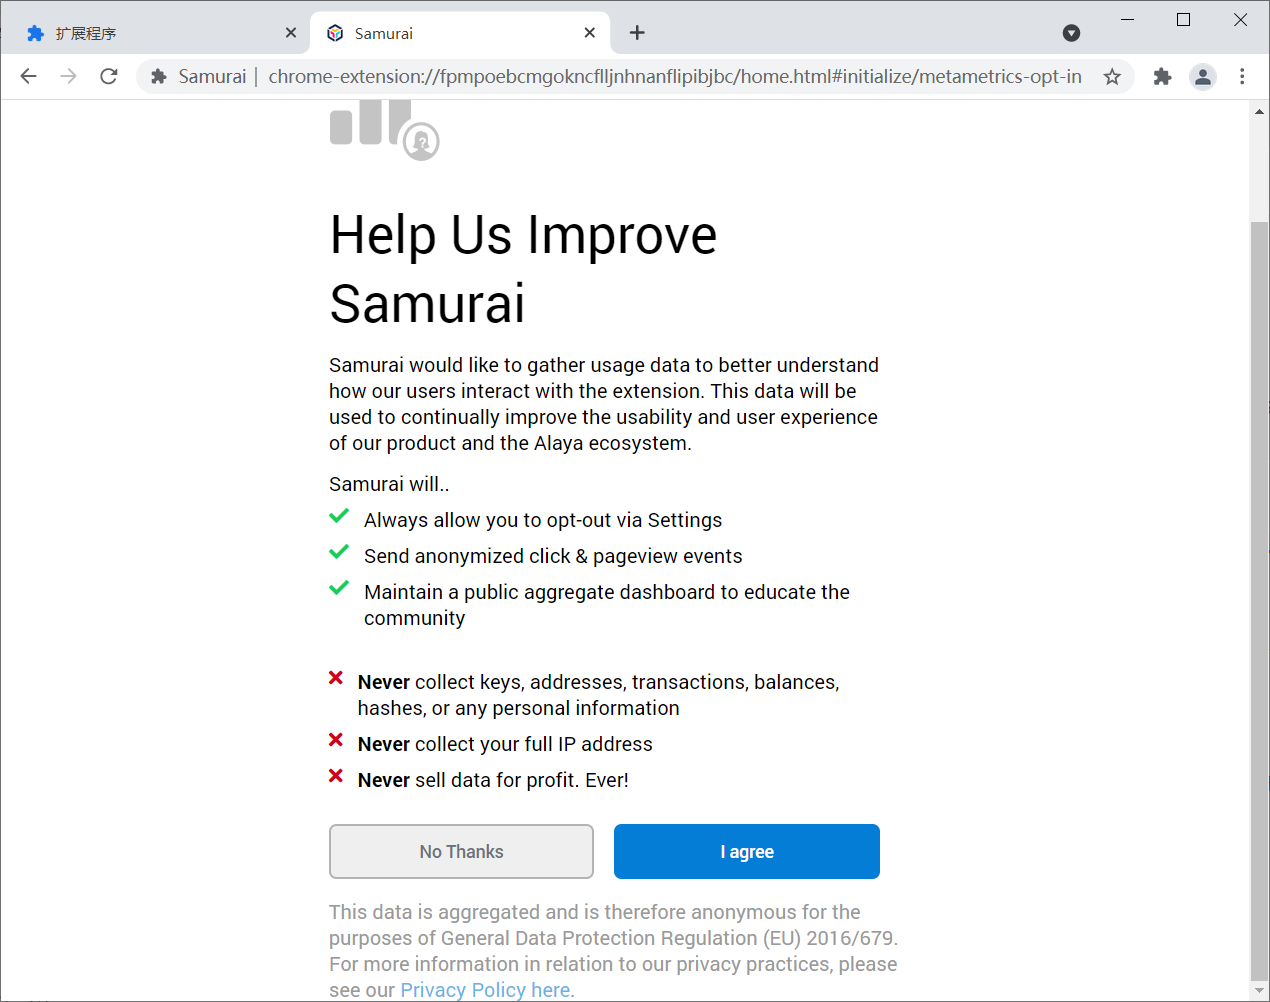 扩展程序
Samurai
Samurai | chrome-extension://fpmpoebcmgokncflljnhnanflipibjbc/home.html#initialize/metametrics-opt-in
?
Help Us Improve
Samurai
Samurai would like to gather usage data to better understand
how our users interact with the extension. This data will be
used to continually improve the usability and user experience
of our product and the Alaya ecosystem.
Samurai will..
Always allow you to opt-out via Settings
Send anonymized click & pageview events
Maintain a public aggregate dashboard to educate the
community
Never collect keys, addresses, transactions, balances,
hashes, or any personal information
Never collect your full IP address
Never sell data for profit. Ever!
No Thanks
I agree
This data is aggregated and is therefore anonymous for the
purposes of General Data Protection Regulation (EU) 2016/679.
For more information in relation to our privacy practices, please
see our Privacy Policy here.